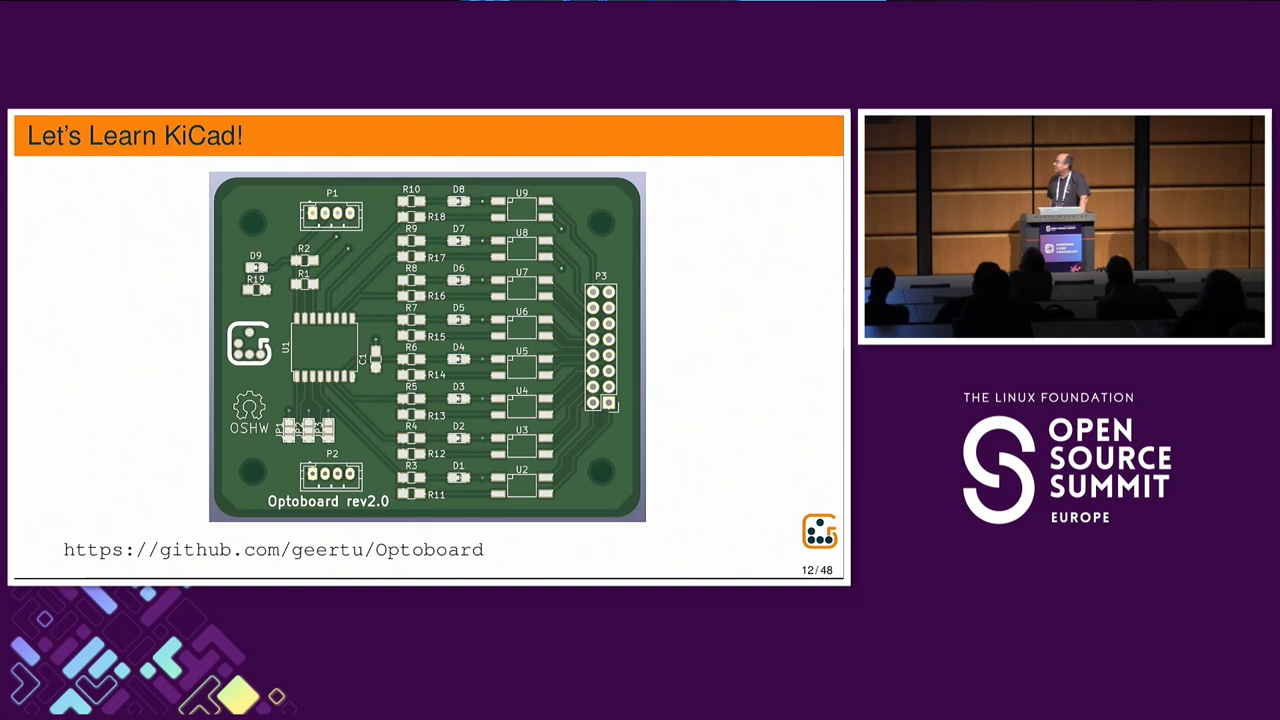 Let's Learn KiCad!
P1
R10
D8
U9
R18
R9
D7
U8
R2
D9
R17
R1
R19
R8
D6
U7
P3
R16
R7
D5
U6
R15
U1
C1
R6
D4
U5
R14
R5
D3
U4
R13
OSHW
R4
D2
U3
R12
P2
R3
D1
U2
R11
Optoboard rev2.0
https://github.com/geertu/Optoboard
12/48
THE LINUX FOUNDATION
OPEN
SOURCE
SUMMIT
EUROPE